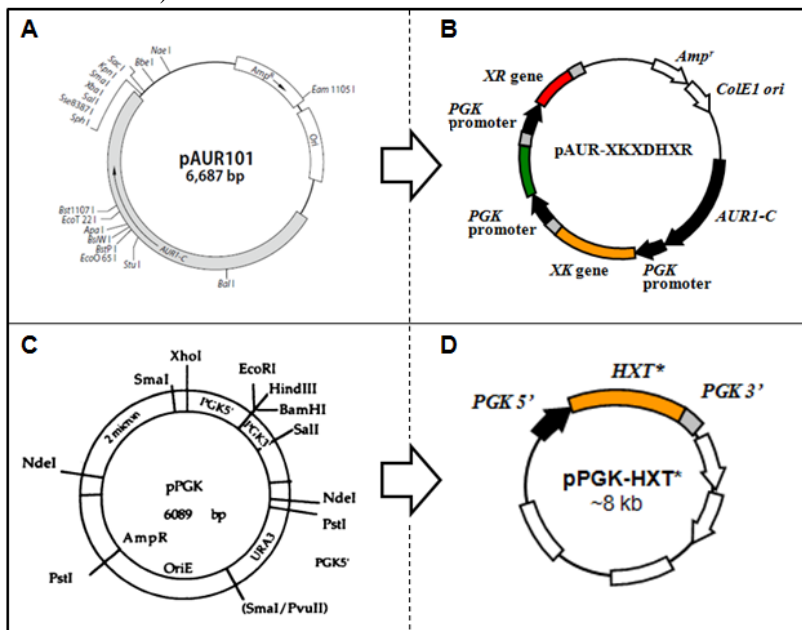 A
Nae I
Bbe I
Sac I
Kpn I
Sma I
Xba I
Sal I
Sse8387 I
Sph I
Amp^R
Eam 1105 I
Ori
pAUR101
6,687 bp
Bst1107 I
EcoT 22 I
Apa I
BsiW I
BstP I
EcoO 65 I
Stu I
AUR1-C
Bal I
B
XR gene
Amp^r
ColE1 ori
PGK
promoter
pAUR-XKXDHXR
PGK
promoter
AUR1-C
XK gene
PGK
promoter
C
XhoI
SmaI
EcoRI
HindIII
BamHI
SalI
PGK5'
PGK3'
2 micron
NdeI
pPGK
6089 bp
NdeI
PstI
AmpR
URA3
PGK5'
PstI
OriE
(SmaI/PvuII)
D
HXT*
PGK 5'
PGK 3'
pPGK-HXT*
~8 kb